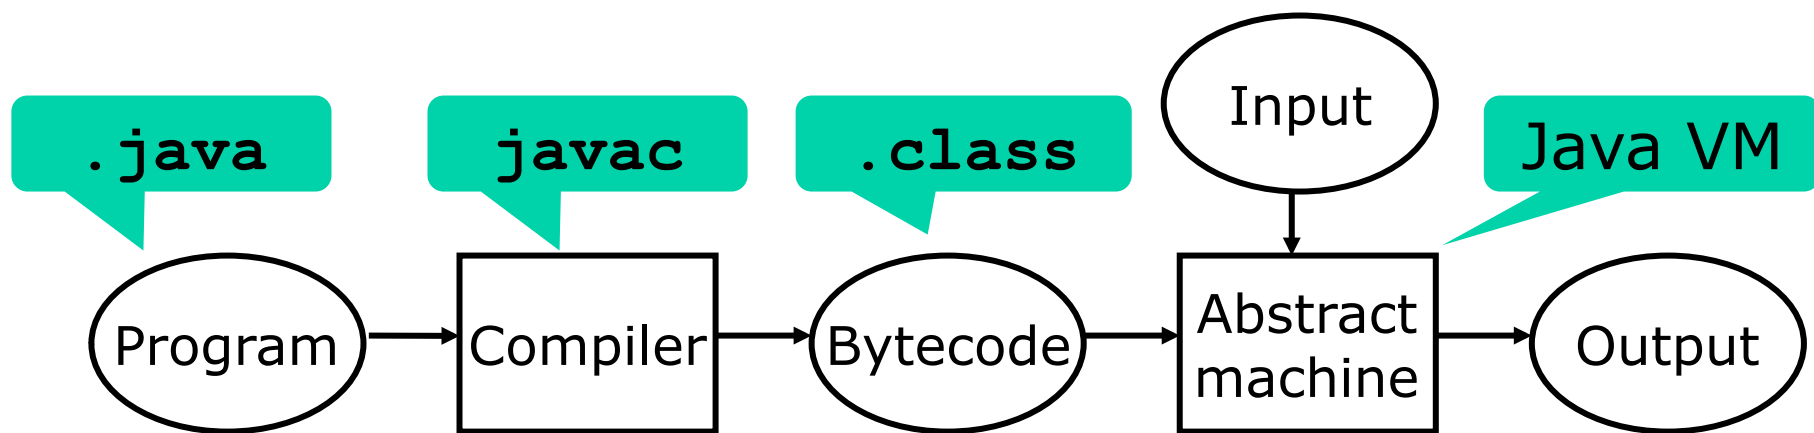 Input
.java
javac
.class
Java VM
Program
Compiler
Bytecode
Abstract
machine
Output